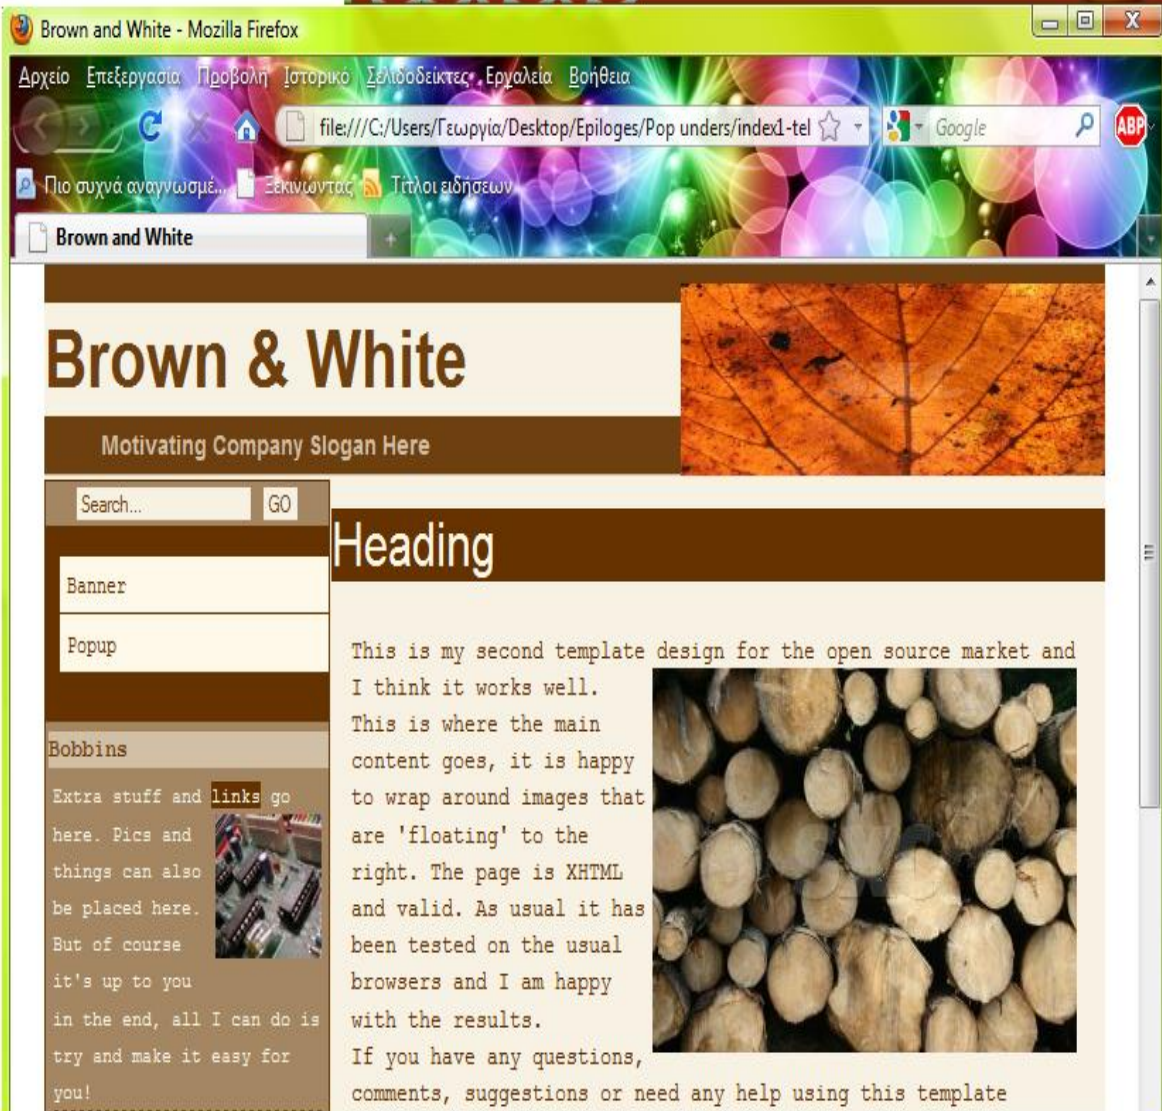 Brown and White - Mozilla Firefox
Αρχείο Επεξεργασία Προβολή Ιστορικό Σελιδοδείκτες Εργαλεία Βοήθεια
file:///C:/Users/Γεωργία/Desktop/Epiloges/Pop unders/index1-tel
Google
ABP
Πιο συχνά αναγνωσμέ... Ξεκινώντας Τίτλοι ειδήσεων
Brown and White
Brown & White
Motivating Company Slogan Here
Search... GO
Banner
Popup
Bobbins
Extra stuff and links go
here. Pics and
things can also
be placed here.
But of course
it's up to you
in the end, all I can do is
try and make it easy for
you!
Heading
This is my second template design for the open source market and
I think it works well.
This is where the main
content goes, it is happy
to wrap around images that
are 'floating' to the
right. The page is XHTML
and valid. As usual it has
been tested on the usual
browsers and I am happy
with the results.
If you have any questions,
comments, suggestions or need any help using this template